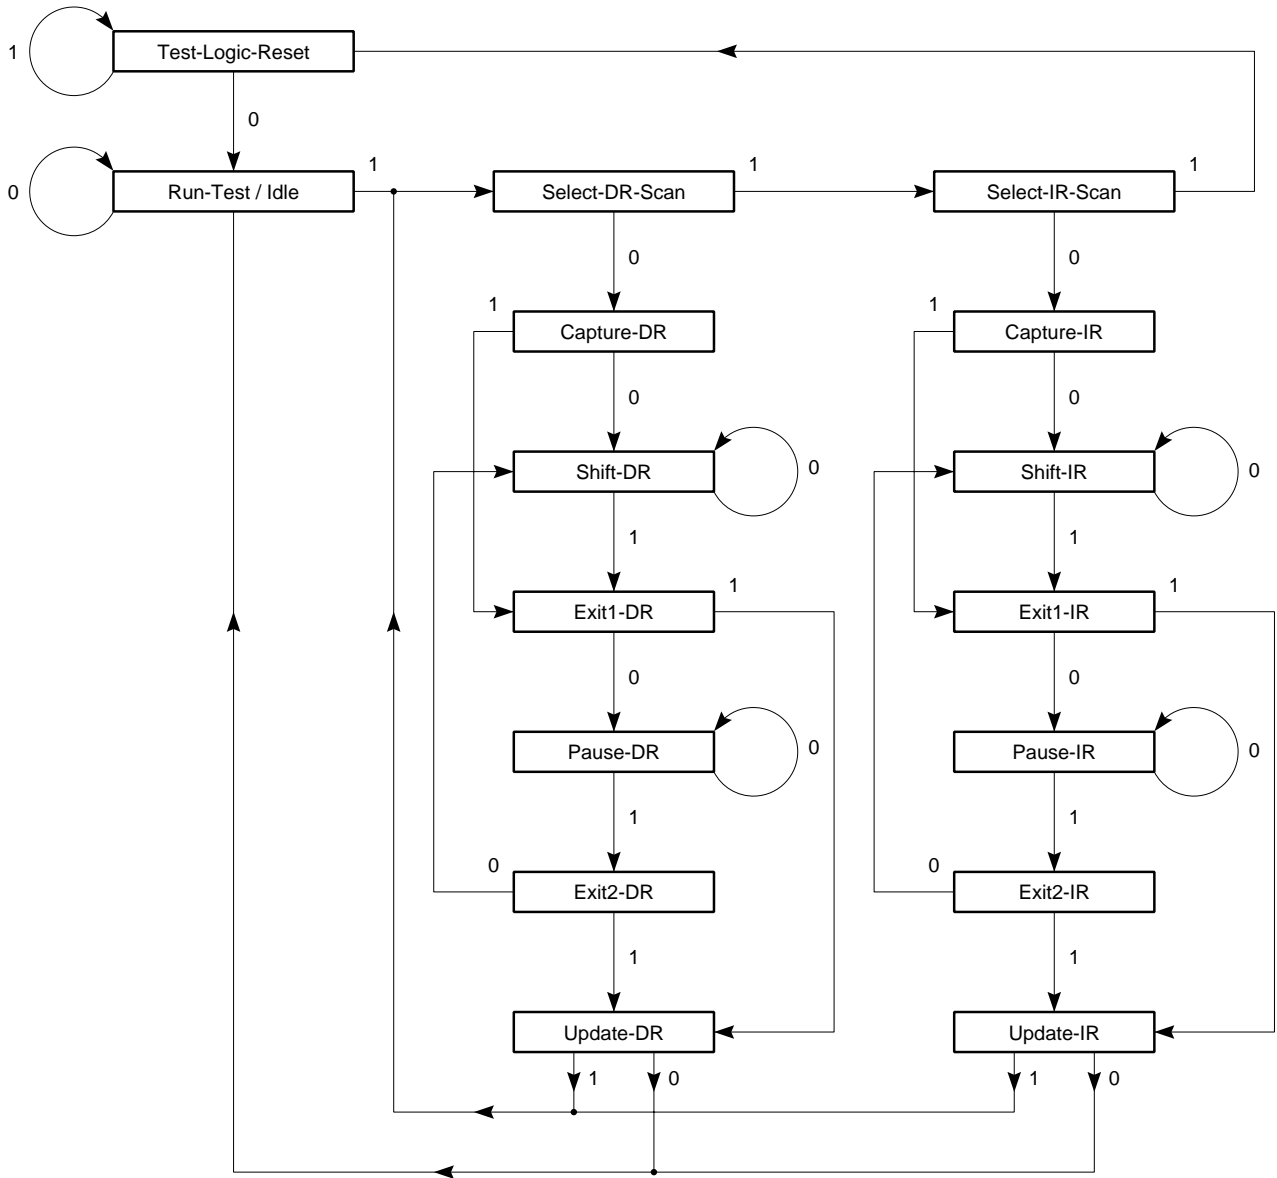 1
Test-Logic-Reset
0
0
Run-Test / Idle
1
Select-DR-Scan
1
Select-IR-Scan
1
0
0
1
Capture-DR
1
Capture-IR
0
0
Shift-DR
0
Shift-IR
0
1
1
Exit1-DR
1
Exit1-IR
1
0
0
Pause-DR
0
Pause-IR
0
1
1
0
Exit2-DR
0
Exit2-IR
1
1
Update-DR
Update-IR
1
0
1
0